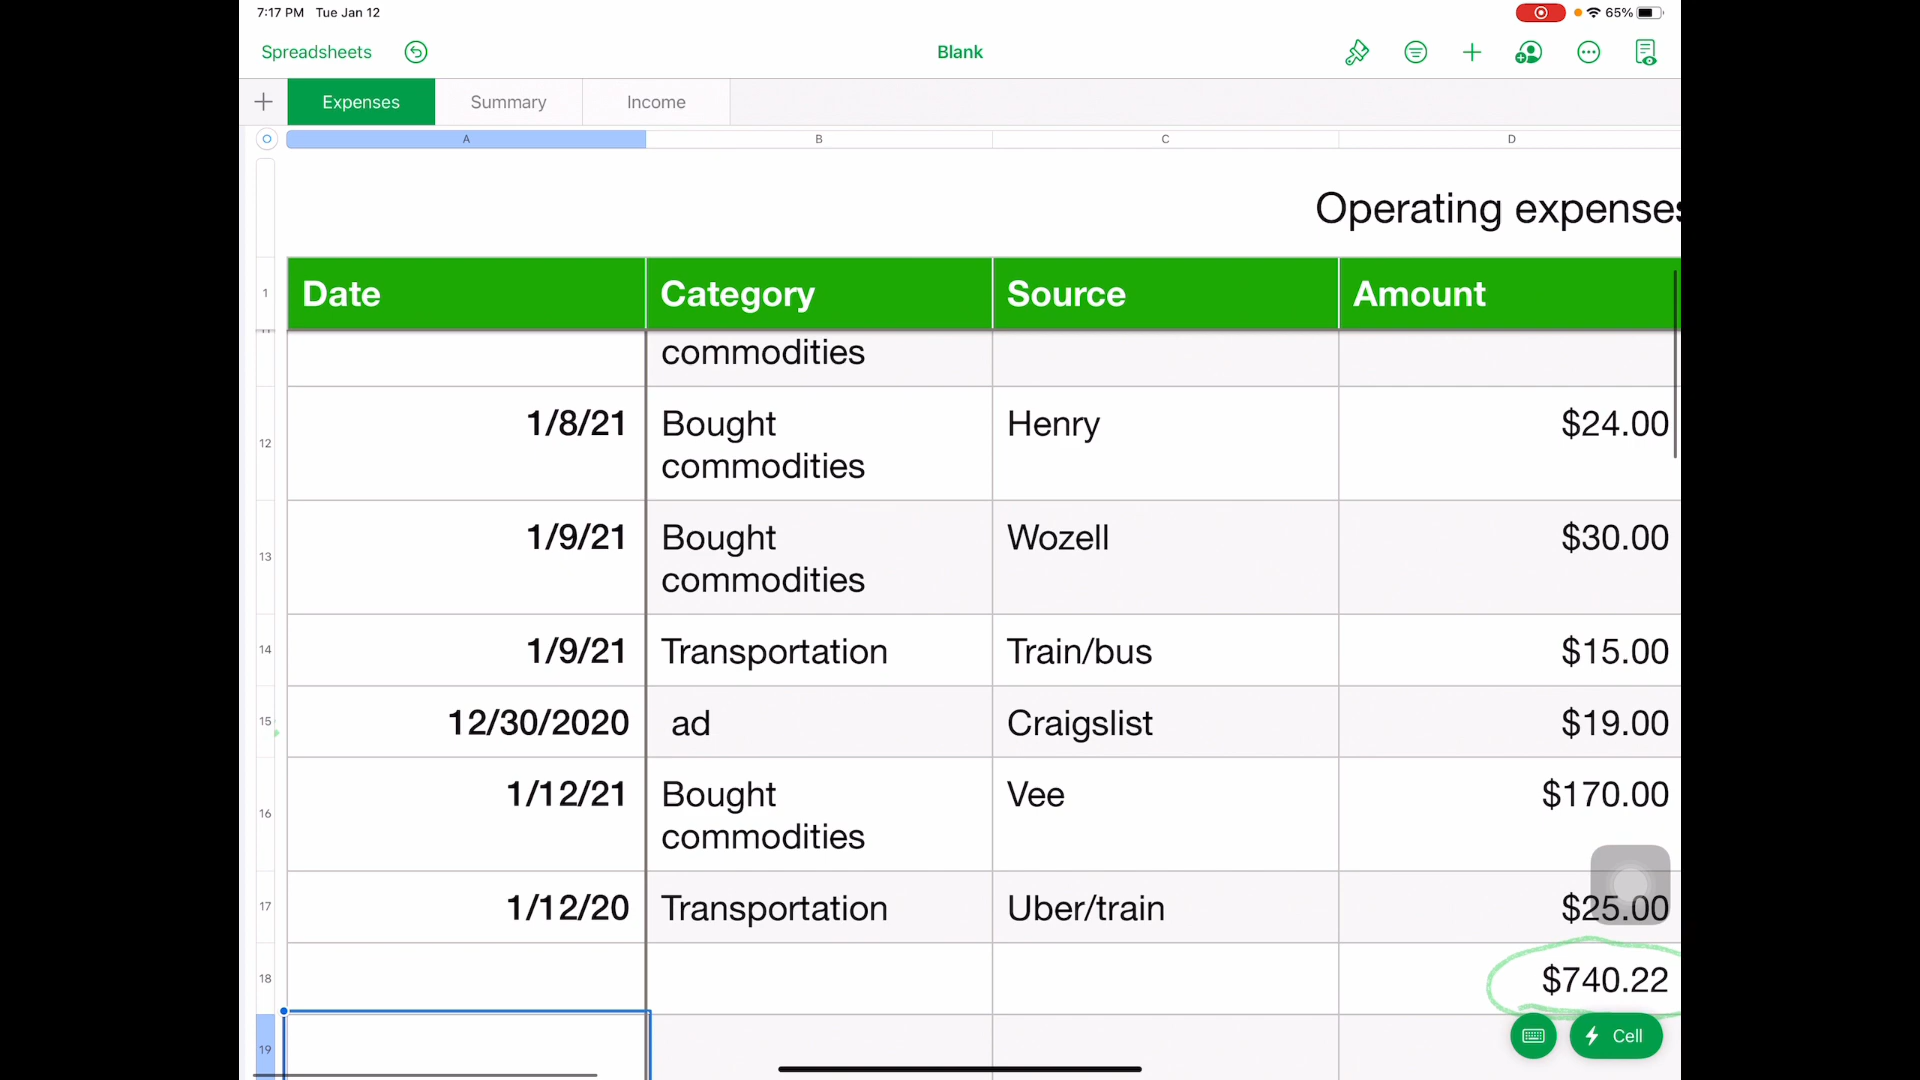 7:17 PM Tue Jan 12 65%
Spreadsheets Blank
Expenses Summary Income
A B C D
Operating expenses
1 Date Category Source Amount
commodities
12 1/8/21 Bought commodities Henry $24.00
13 1/9/21 Bought commodities Wozell $30.00
14 1/9/21 Transportation Train/bus $15.00
15 12/30/2020 ad Craigslist $19.00
16 1/12/21 Bought commodities Vee $170.00
17 1/12/20 Transportation Uber/train $25.00
18 $740.22
19
Cell